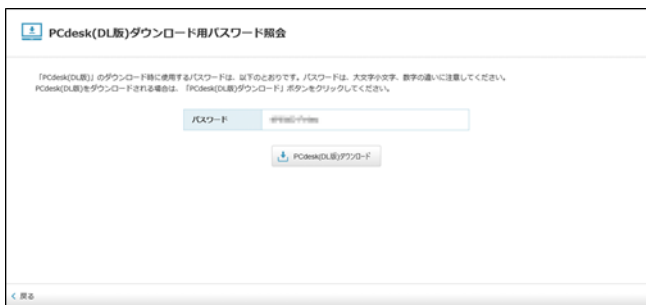 PCdesk(DL版)ダウンロード用パスワード照会
「PCdesk(DL版)」のダウンロード時に使用するパスワードは、以下のとおりです。パスワードは、大文字小文字、数字の違いに注意してください。
PCdesk(DL版)をダウンロードされる場合は、「PCdesk(DL版)ダウンロード」ボタンをクリックしてください。
パスワード
PCdesk(DL版)ダウンロード
戻る